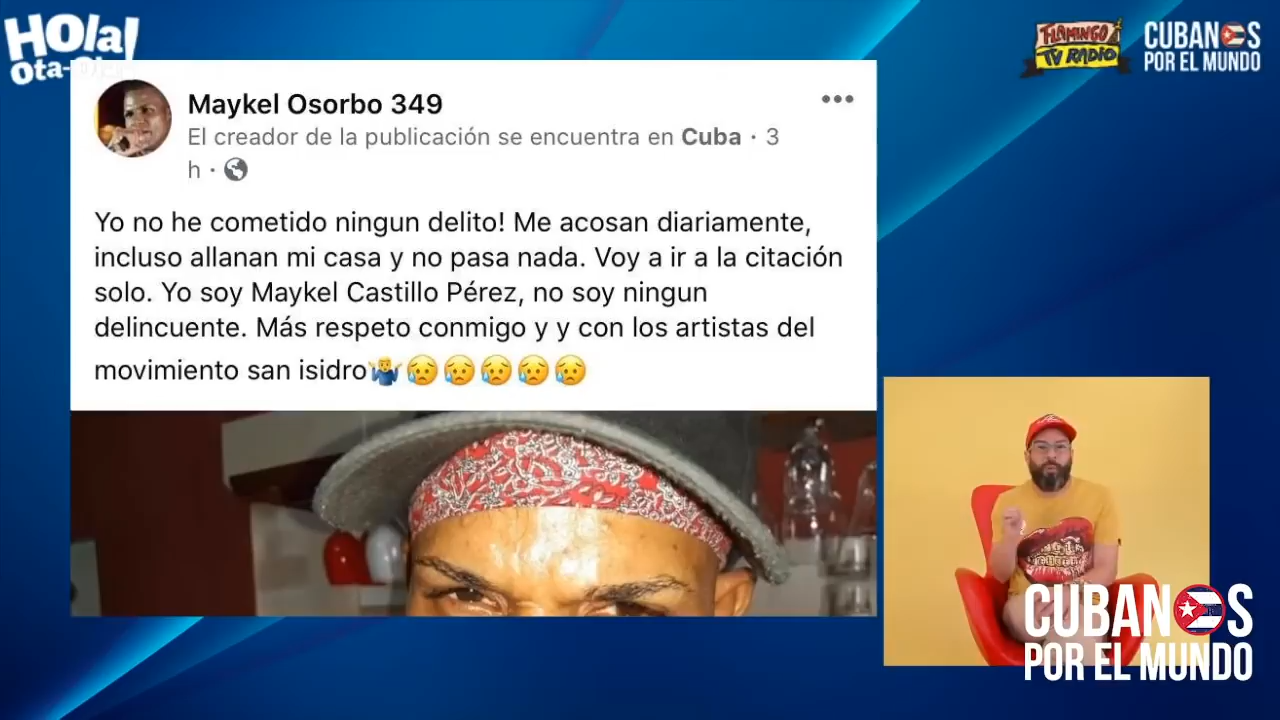 HOla!
Ota-Ola
FLAMINGO
TV RADIO
CUBANOS
POR EL MUNDO
Maykel Osorbo 349
El creador de la publicación se encuentra en Cuba · 3
h ·
Yo no he cometido ningun delito! Me acosan diariamente,
incluso allanan mi casa y no pasa nada. Voy a ir a la citación
solo. Yo soy Maykel Castillo Pérez, no soy ningun
delincuente. Más respeto conmigo y y con los artistas del
movimiento san isidro🤷‍♂️😥😥😥😥😥
CUBANOS
POR EL MUNDO